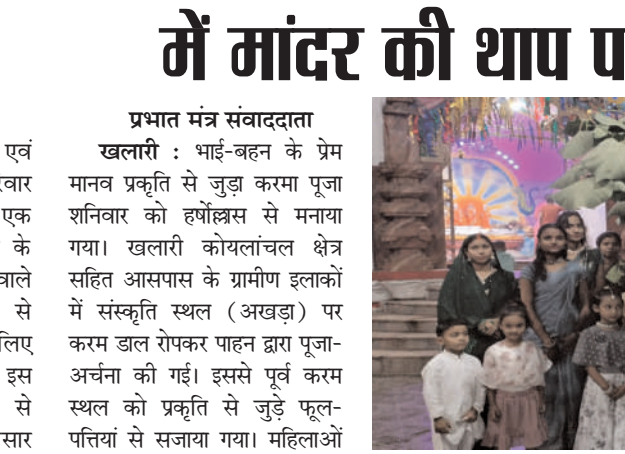 में मांदर की थाप
एवं
एक
के
वाले
से
लिए
इस
से
प्रभात मंत्र संवाददाता
खलारी : भाई-बहन के प्रेम
मानव प्रकृति से जुड़ा करमा पूजा
शनिवार को हर्षोल्लास से मनाया
गया। खलारी कोयलांचल क्षेत्र
सहित आसपास के ग्रामीण इलाकों
में संस्कृति स्थल (अखड़ा) पर
करम डाल रोपकर पाहन द्वारा पूजा-
अर्चना की गई। इससे पूर्व करम
स्थल को प्रकृति से जुड़े फूल-
पत्तियां से सजाया गया। महिलाओं